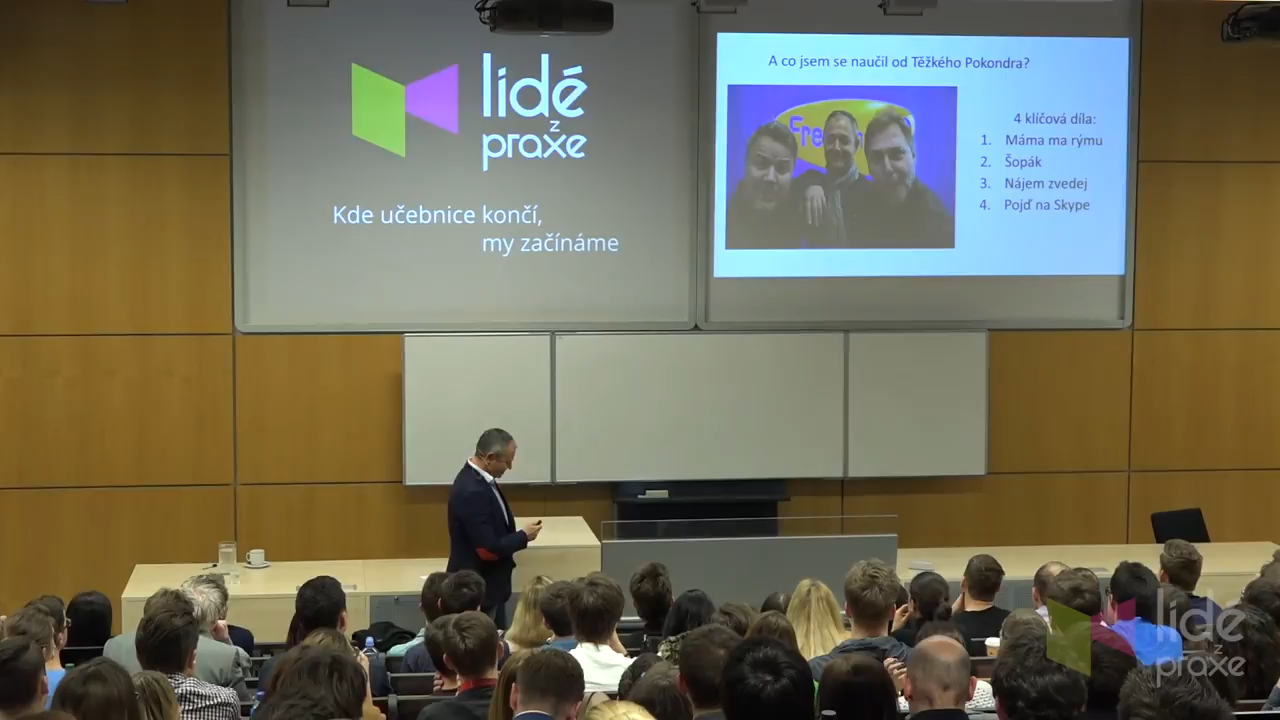 lidé
z
praxe
Kde učebnice končí,
my začínáme
A co jsem se naučil od Těžkého Pokondra?
4 klíčová díla:
1. Máma ma rýmu
2. Šopák
3. Nájem zvedej
4. Pojď na Skype
lidé
z
praxe